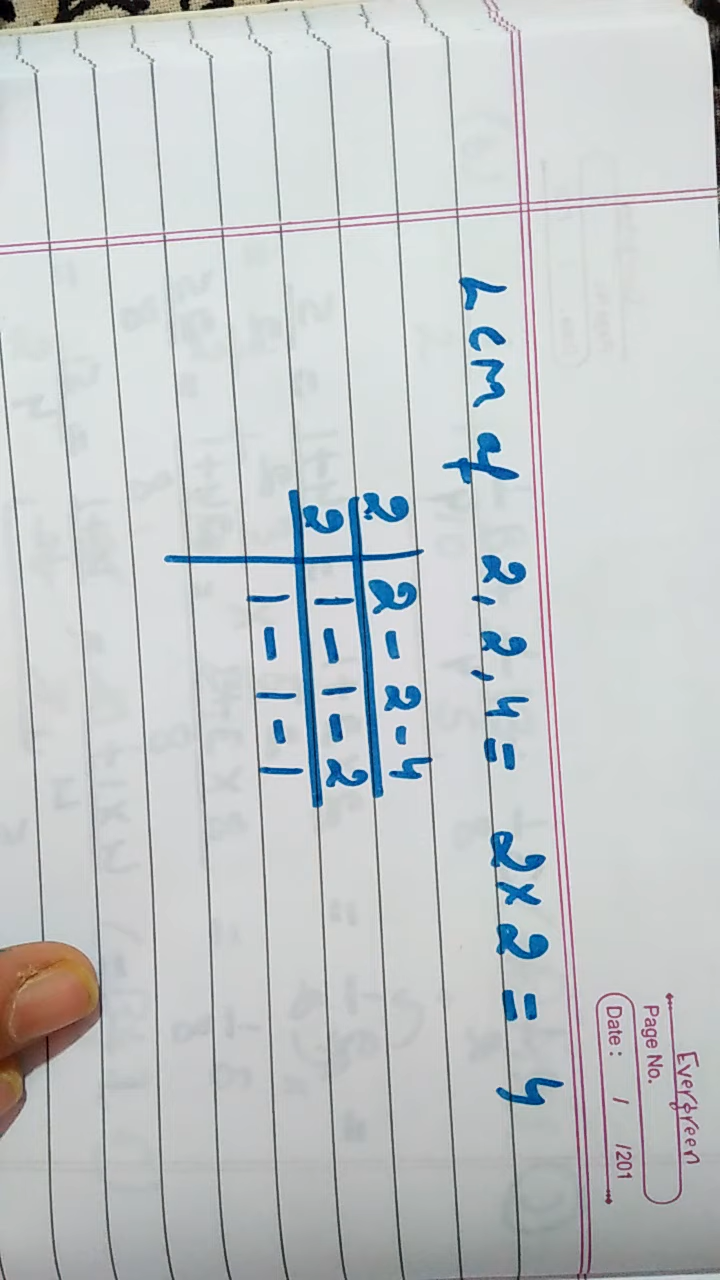 Evergreen
Page No.
Date : / /201
LCM of 2, 2, 4 = 2 × 2 = 4
2 | 2 - 2 - 4
2 | 1 - 1 - 2
1 - 1 - 1